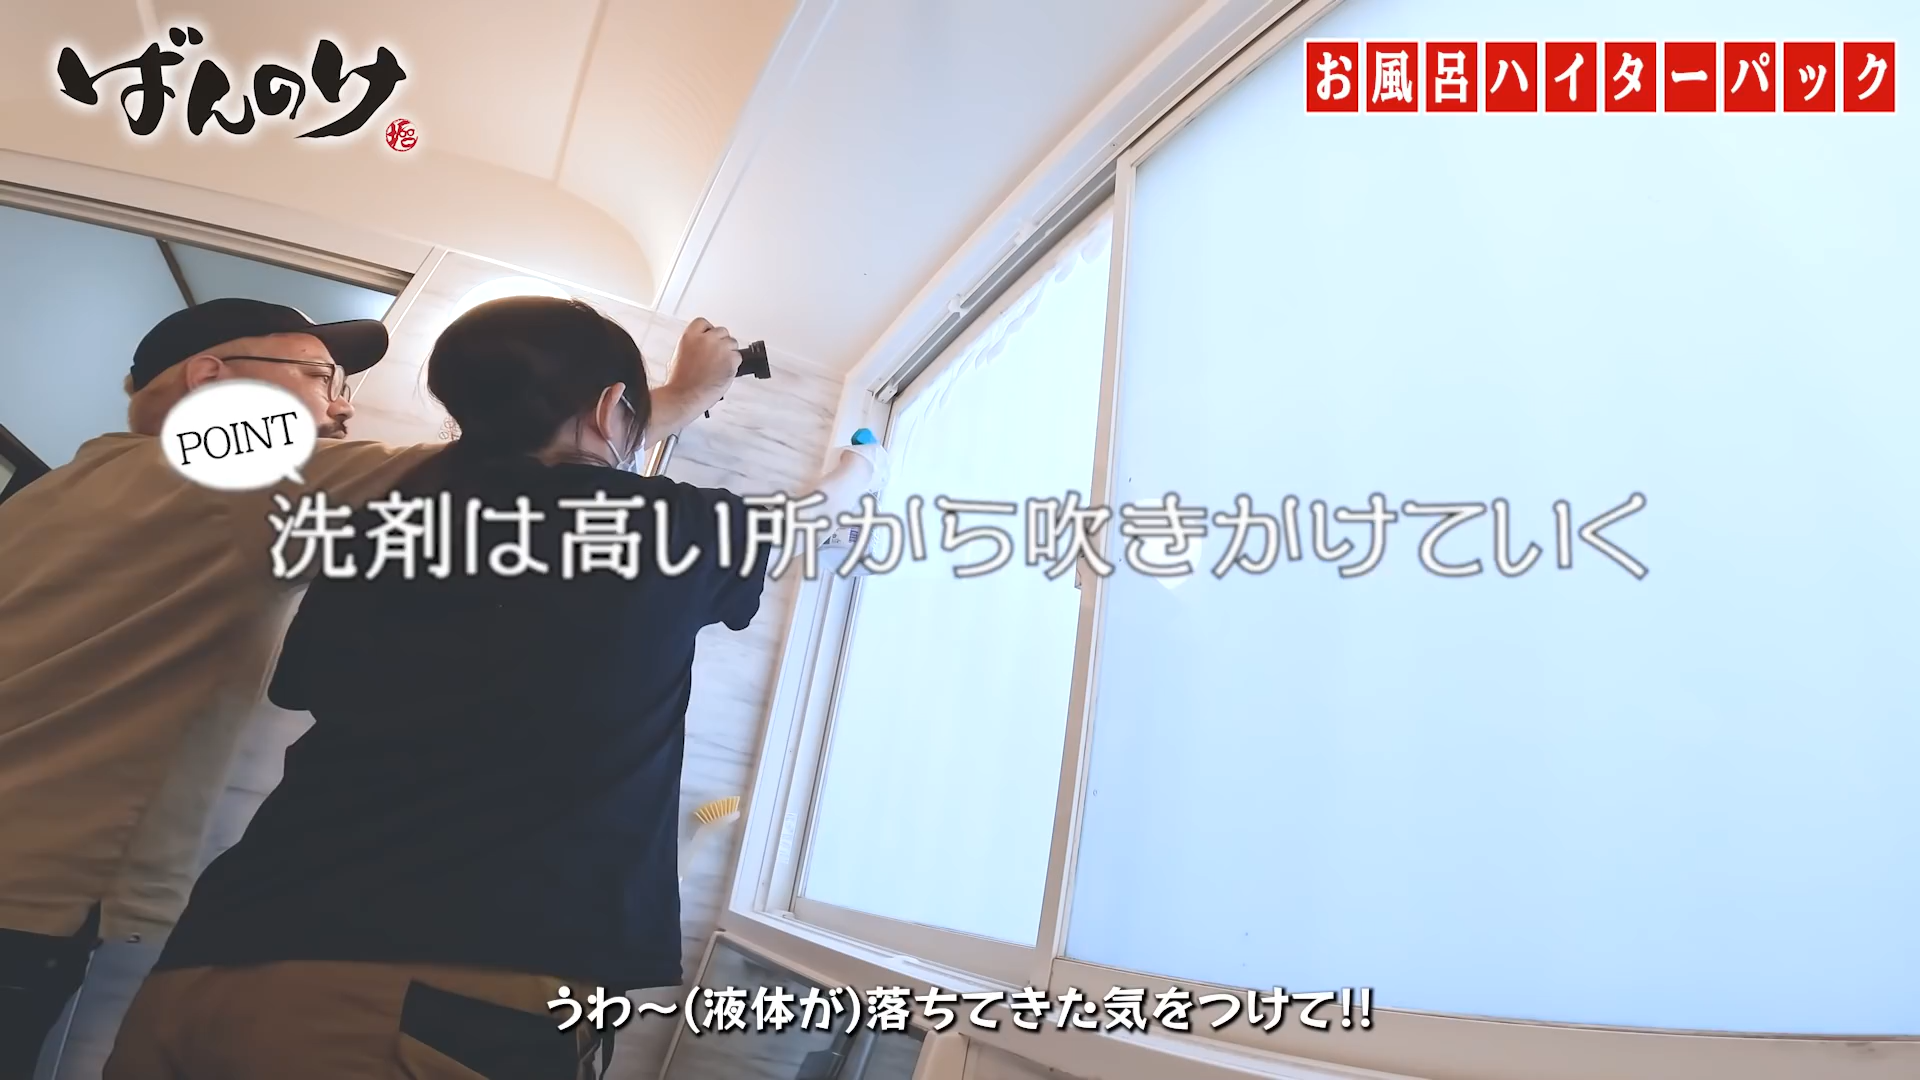 ばんのけ
お風呂ハイターパック
POINT
洗剤は高い所から吹きかけていく
うわ〜(液体が)落ちてきた気をつけて!!